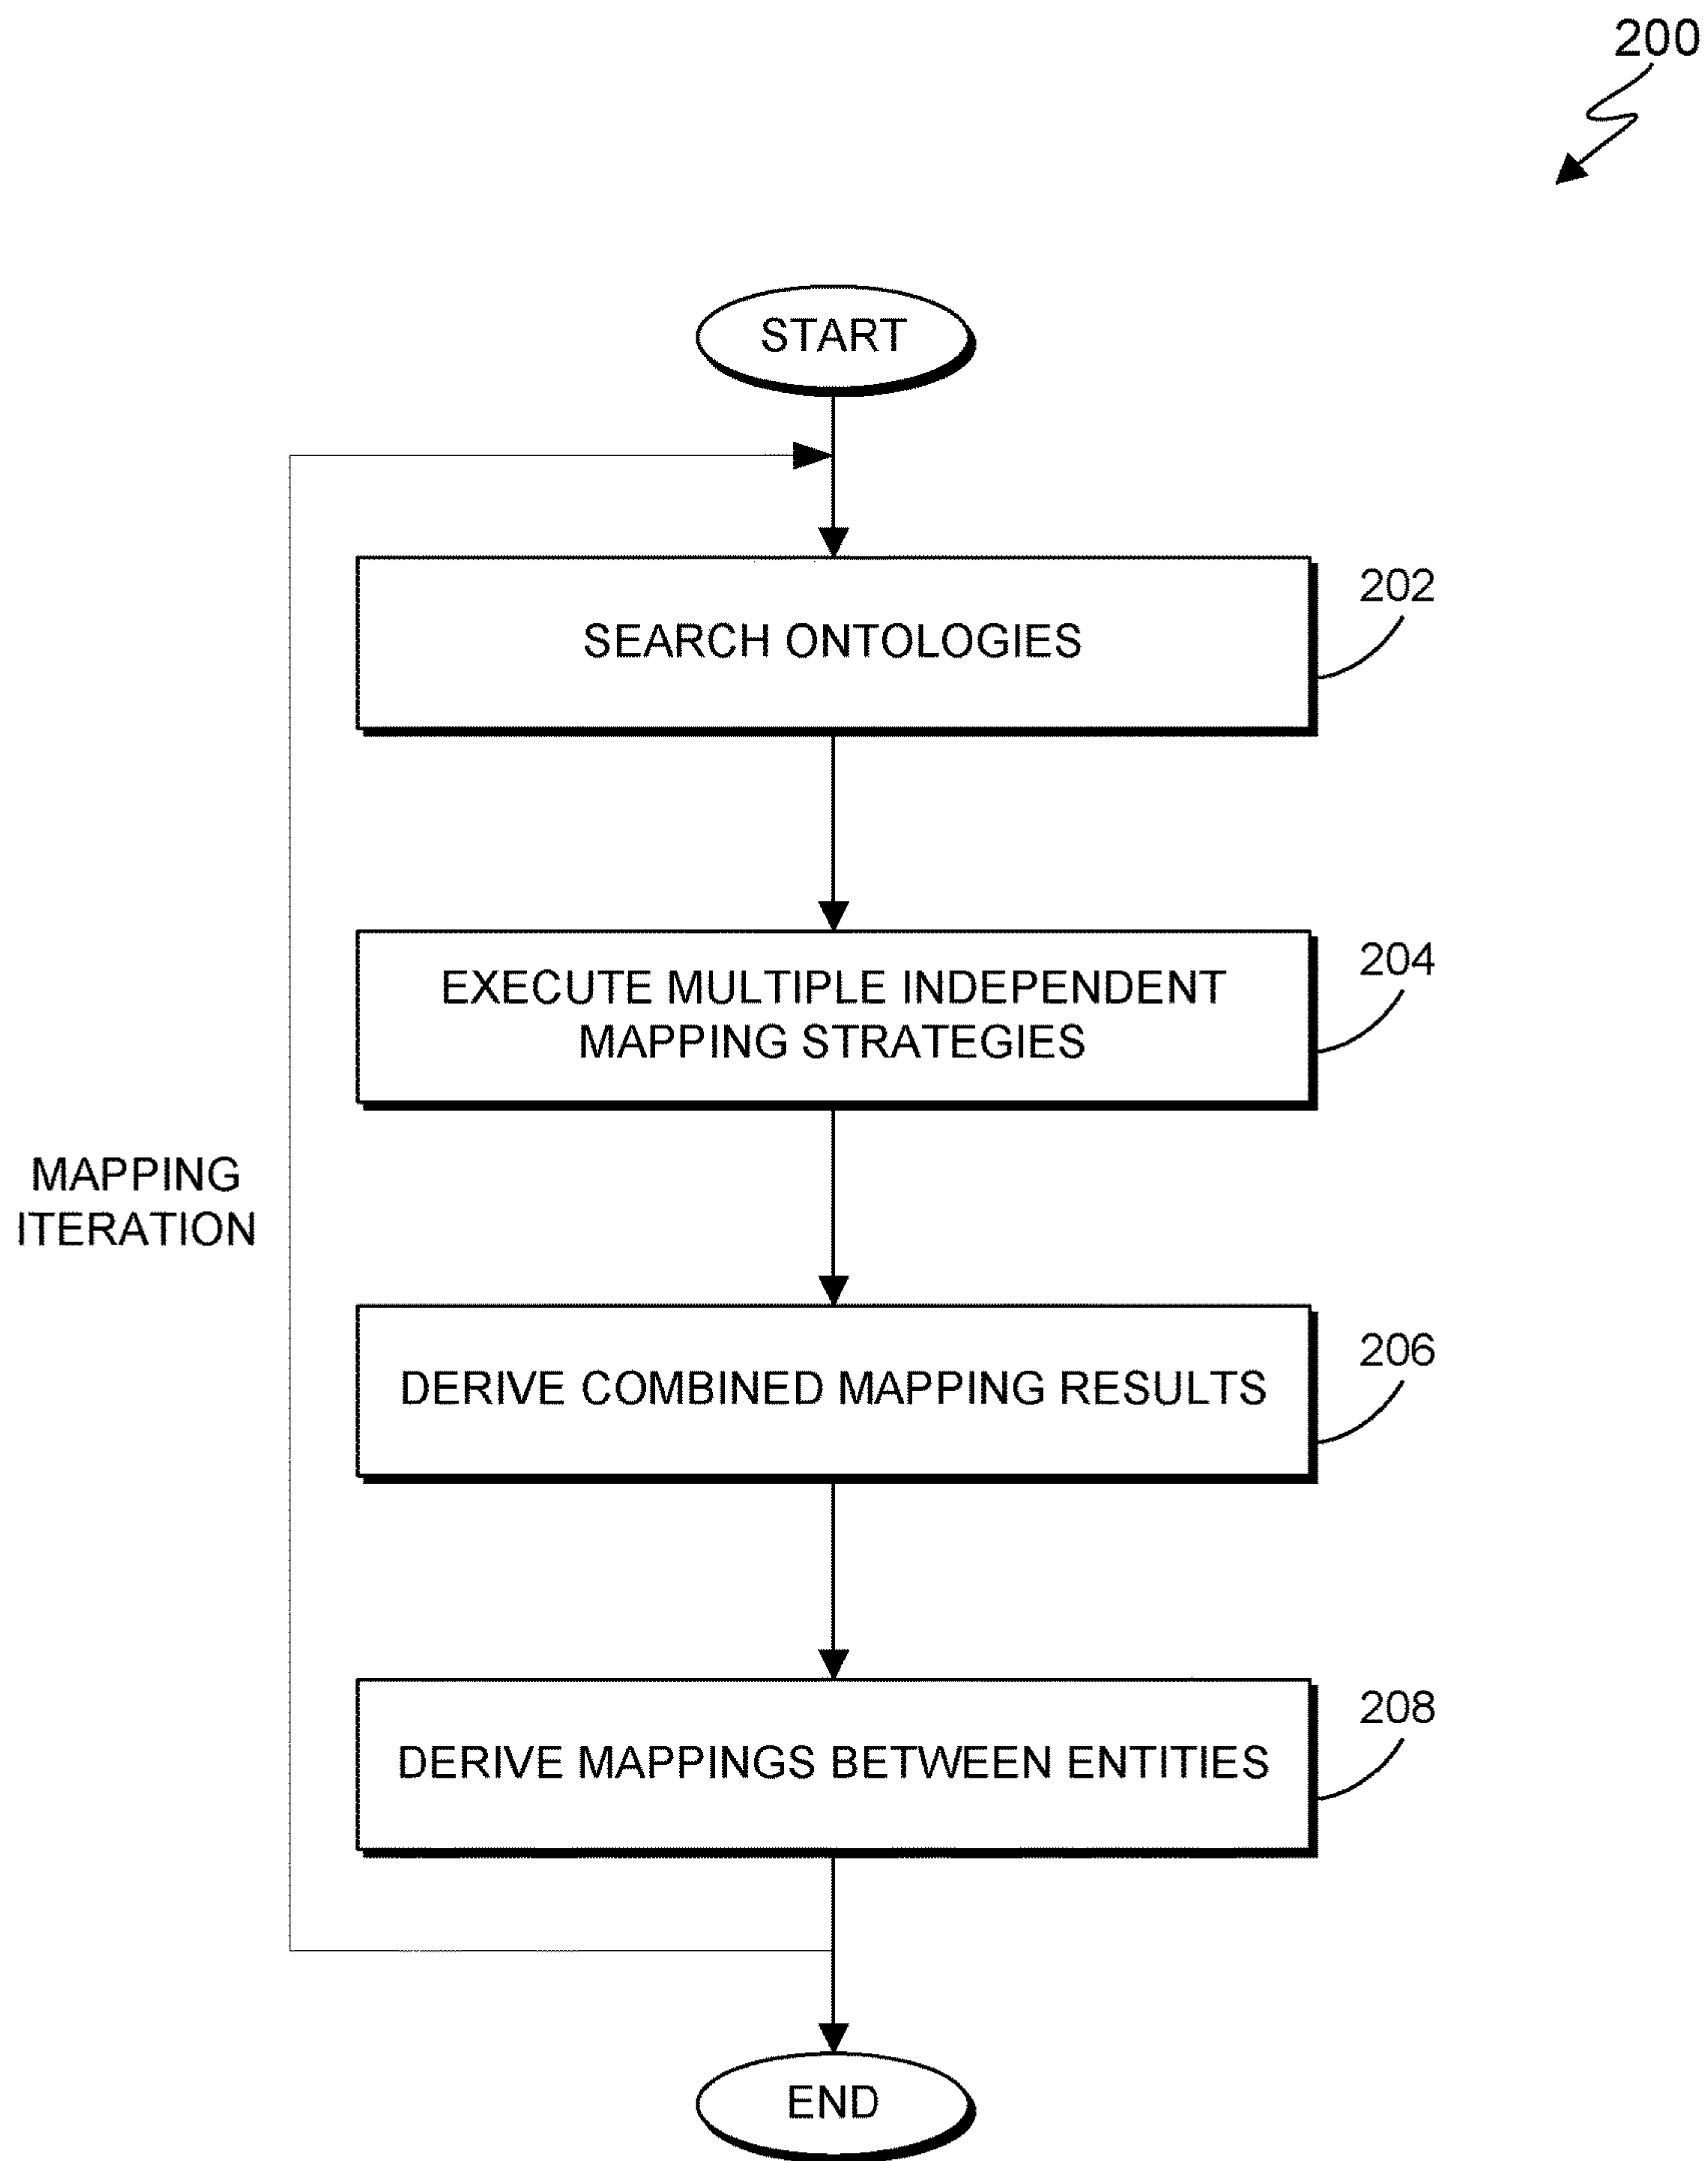 200
START
SEARCH ONTOLOGIES
202
EXECUTE MULTIPLE INDEPENDENT
MAPPING STRATEGIES
204
MAPPING
ITERATION
DERIVE COMBINED MAPPING RESULTS
206
DERIVE MAPPINGS BETWEEN ENTITIES
208
END